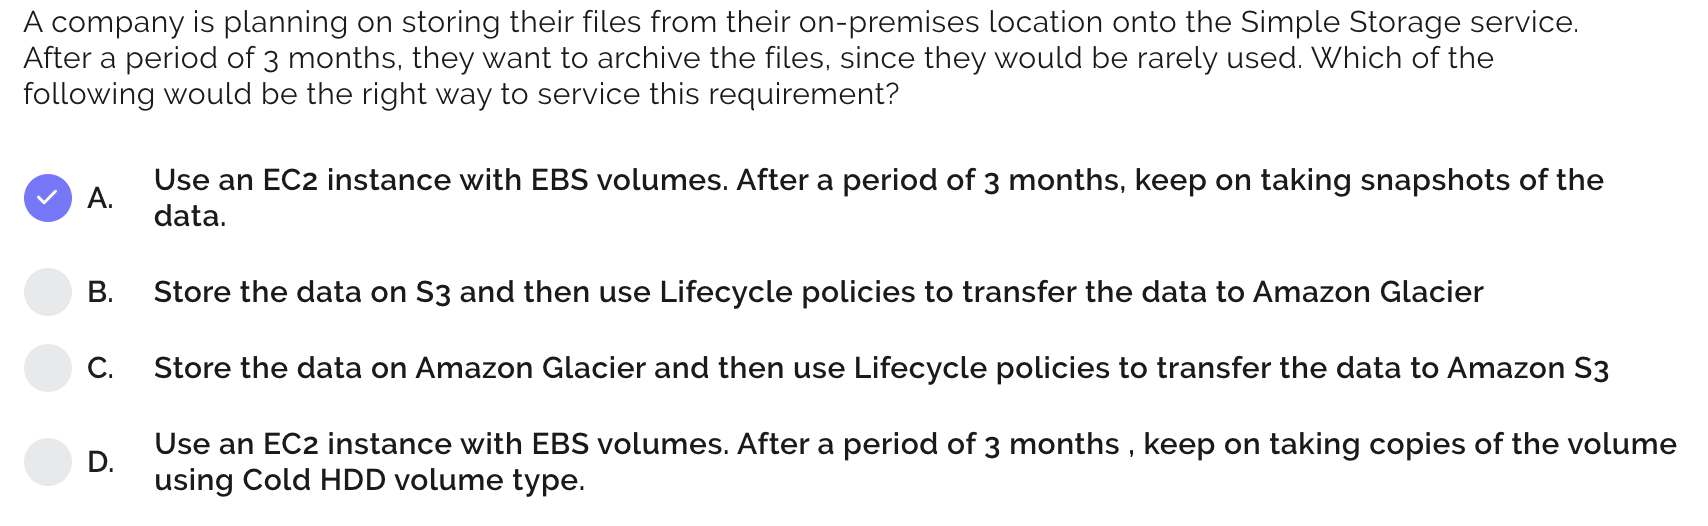 A company is planning on storing their files from their on-premises location onto the Simple Storage service.
After a period of 3 months, they want to archive the files, since they would be rarely used. Which of the
following would be the right way to service this requirement?
A. Use an EC2 instance with EBS volumes. After a period of 3 months, keep on taking snapshots of the
data.
B. Store the data on S3 and then use Lifecycle policies to transfer the data to Amazon Glacier
C. Store the data on Amazon Glacier and then use Lifecycle policies to transfer the data to Amazon S3
D. Use an EC2 instance with EBS volumes. After a period of 3 months , keep on taking copies of the volume
using Cold HDD volume type.